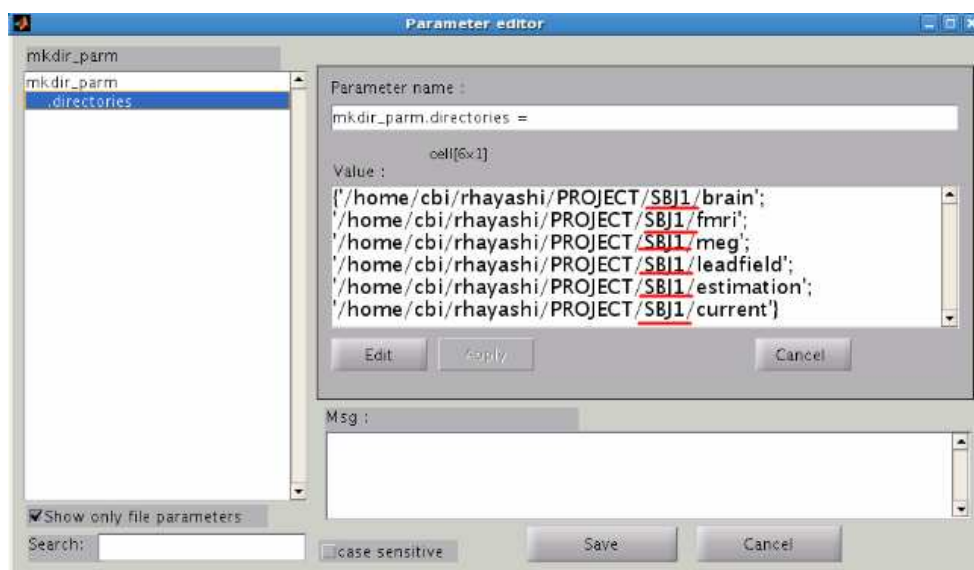 Parameter editor
mkdir_parm
mkdir_parm
.directories
Parameter name :
mkdir_parm.directories =
cell[6x1]
Value :
{'/home/cbi/rhayashi/PROJECT/SBJ1/brain';
'/home/cbi/rhayashi/PROJECT/SBJ1/fmri';
'/home/cbi/rhayashi/PROJECT/SBJ1/meg';
'/home/cbi/rhayashi/PROJECT/SBJ1/leadfield';
'/home/cbi/rhayashi/PROJECT/SBJ1/estimation';
'/home/cbi/rhayashi/PROJECT/SBJ1/current'}
Edit
Apply
Cancel
Msg :
Show only file parameters
Search:
case sensitive
Save
Cancel